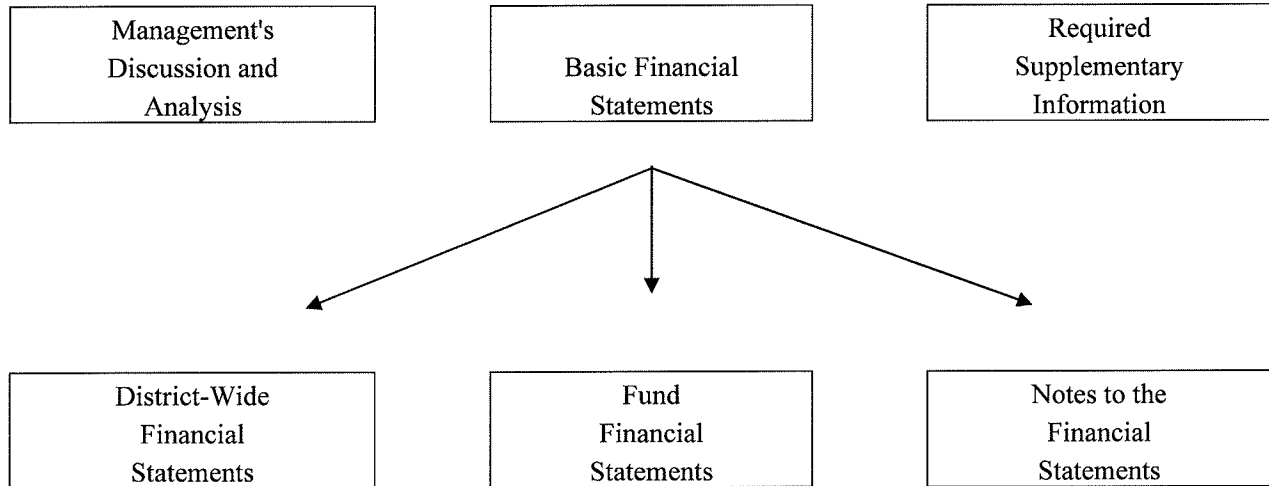 Management's
Discussion and
Analysis
Basic Financial
Statements
Required
Supplementary
Information
District-Wide
Financial
Statements
Fund
Financial
Statements
Notes to the
Financial
Statements